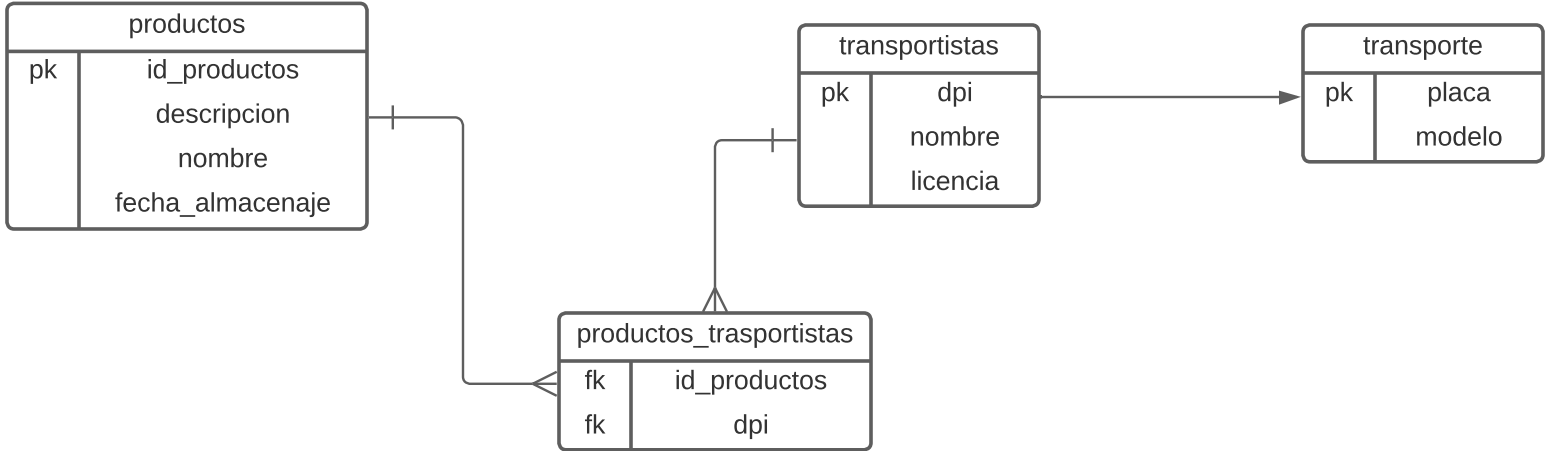 productos
pk id_productos
descripcion
nombre
fecha_almacenaje
transportistas
pk dpi
nombre
licencia
transporte
pk placa
modelo
productos_trasportistas
fk id_productos
fk dpi